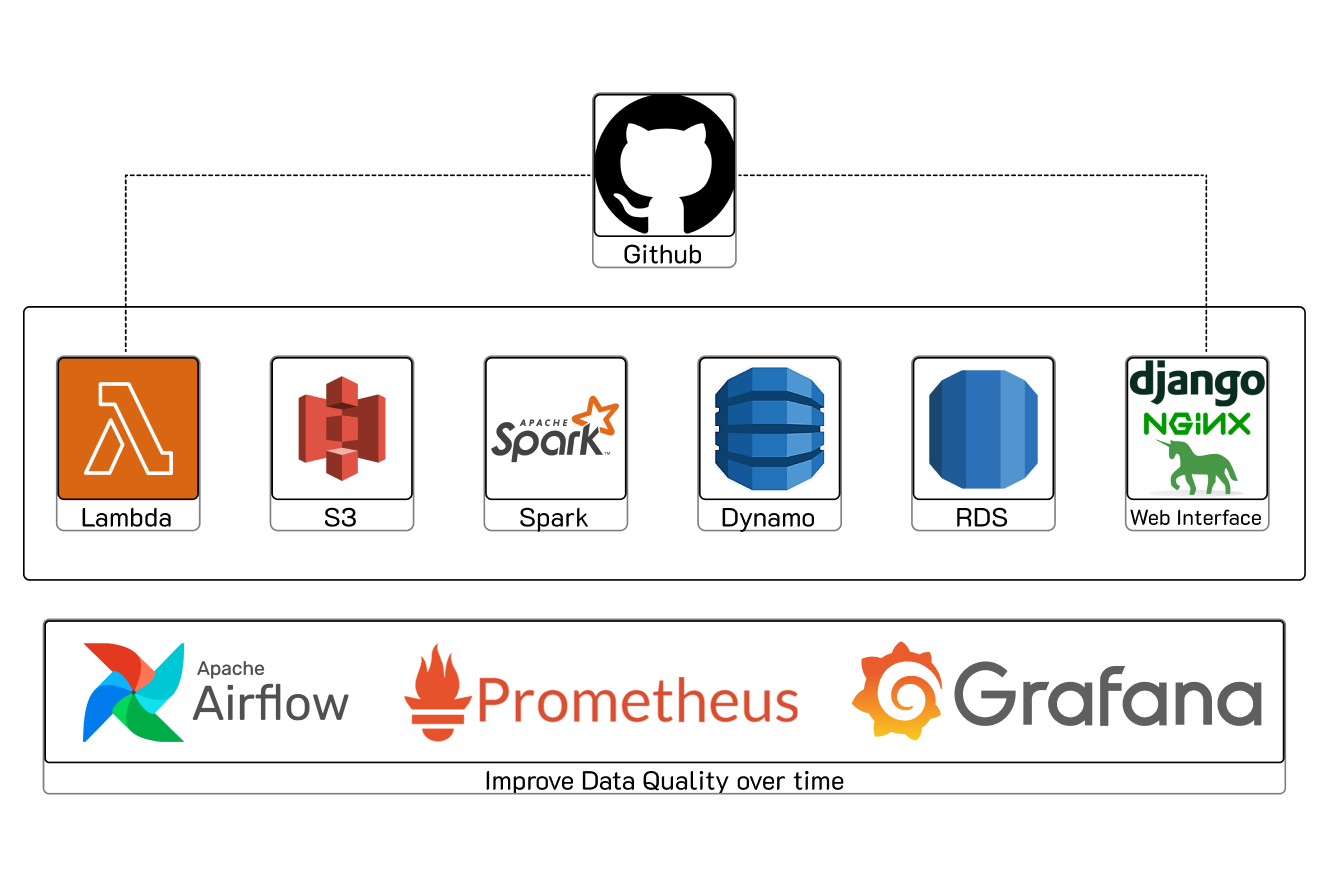 Github
django
NGINX
APACHE
Spark™
Lambda
S3
Spark
Dynamo
RDS
Web Interface
Apache
Airflow
Prometheus
Grafana
Improve Data Quality over time